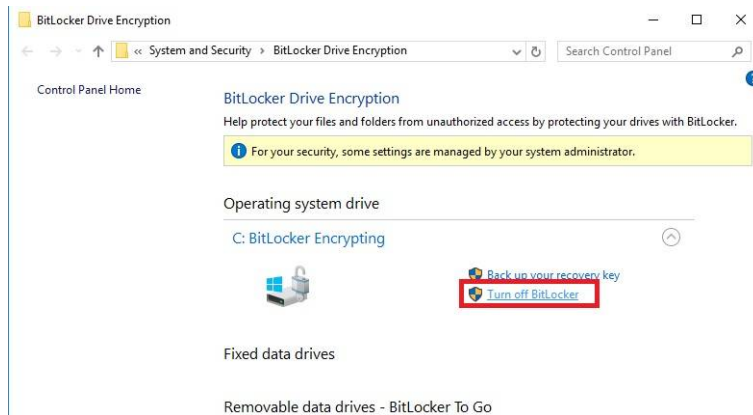 BitLocker Drive Encryption
« System and Security > BitLocker Drive Encryption
Search Control Panel
Control Panel Home
BitLocker Drive Encryption
Help protect your files and folders from unauthorized access by protecting your drives with BitLocker.
For your security, some settings are managed by your system administrator.
Operating system drive
C: BitLocker Encrypting
Back up your recovery key
Turn off BitLocker
Fixed data drives
Removable data drives - BitLocker To Go